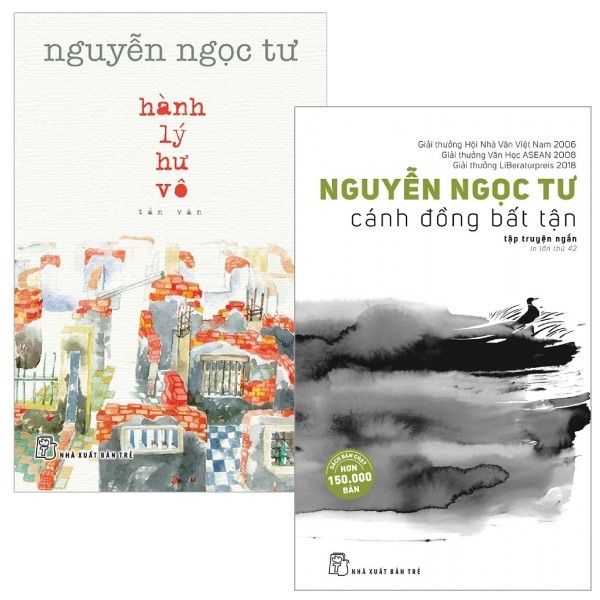 nguyễn ngọc tư
hành
lý
hư
vô
tản văn
NHÀ XUẤT BẢN TRẺ
Giải thưởng Hội Nhà Văn Việt Nam 2006
Giải thưởng Văn Học ASEAN 2008
Giải thưởng LiBeraturpreis 2018
NGUYỄN NGỌC TƯ
cánh đồng bất tận
tập truyện ngắn
In lần thứ 42
SÁCH BÁN CHẠY
HƠN
150.000
BẢN
NHÀ XUẤT BẢN TRẺ